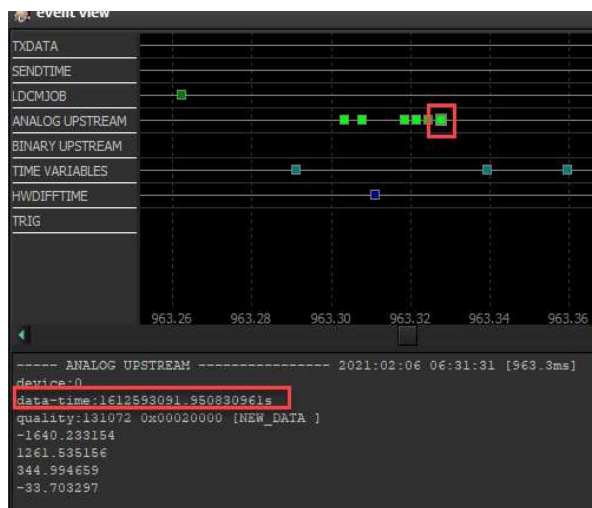 event view
TXDATA
SENDTIME
LDCMJOB
ANALOG UPSTREAM
BINARY UPSTREAM
TIME VARIABLES
HWDIFFTIME
TRIG
963.26 963.28 963.30 963.32 963.34 963.36
----- ANALOG UPSTREAM ---------------- 2021:02:06 06:31:31 [963.3ms]
device:0
data-time:1612593091.950830961s
quality:131072 0x00020000 [NEW_DATA ]
-1640.233154
1261.535156
344.994659
-33.703297